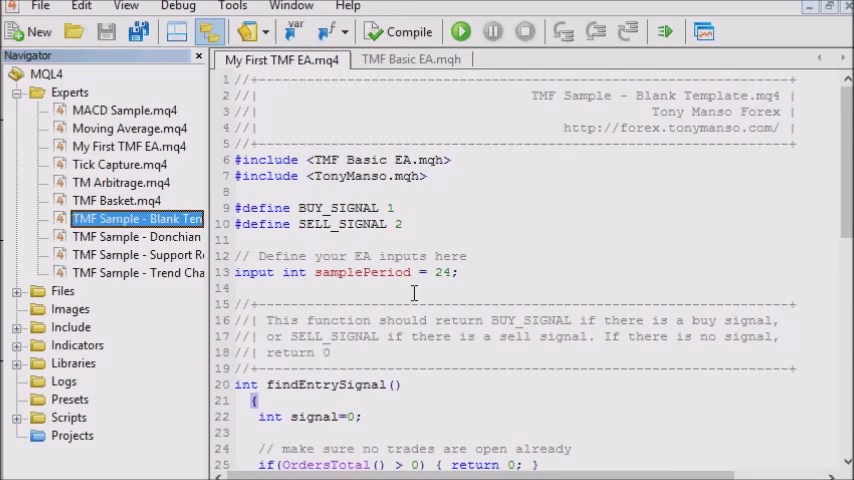 File Edit View Debug Tools Window Help
New Compile
Navigator
MQL4
Experts
MACD Sample.mq4
Moving Average.mq4
My First TMF EA.mq4
Tick Capture.mq4
TM Arbitrage.mq4
TMF Basket.mq4
TMF Sample - Blank Ten
TMF Sample - Donchian
TMF Sample - Support R
TMF Sample - Trend Cha
Files
Images
Include
Indicators
Libraries
Logs
Presets
Scripts
Projects
My First TMF EA.mq4 TMF Basic EA.mqh
1 //+------------------------------------------------------------------+
2 //| TMF Sample - Blank Template.mq4 |
3 //| Tony Manso Forex |
4 //| http://forex.tonymanso.com/ |
5 //+------------------------------------------------------------------+
6 #include <TMF Basic EA.mqh>
7 #include <TonyManso.mqh>
8
9 #define BUY_SIGNAL 1
10 #define SELL_SIGNAL 2
11
12 // Define your EA inputs here
13 input int samplePeriod = 24;
14
15 //+------------------------------------------------------------------+
16 //| This function should return BUY_SIGNAL if there is a buy signal,
17 //| or SELL_SIGNAL if there is a sell signal. If there is no signal,
18 //| return 0
19 //+------------------------------------------------------------------+
20 int findEntrySignal()
21 {
22 int signal=0;
23
24 // make sure no trades are open already
25 if(OrdersTotal() > 0) { return 0; }